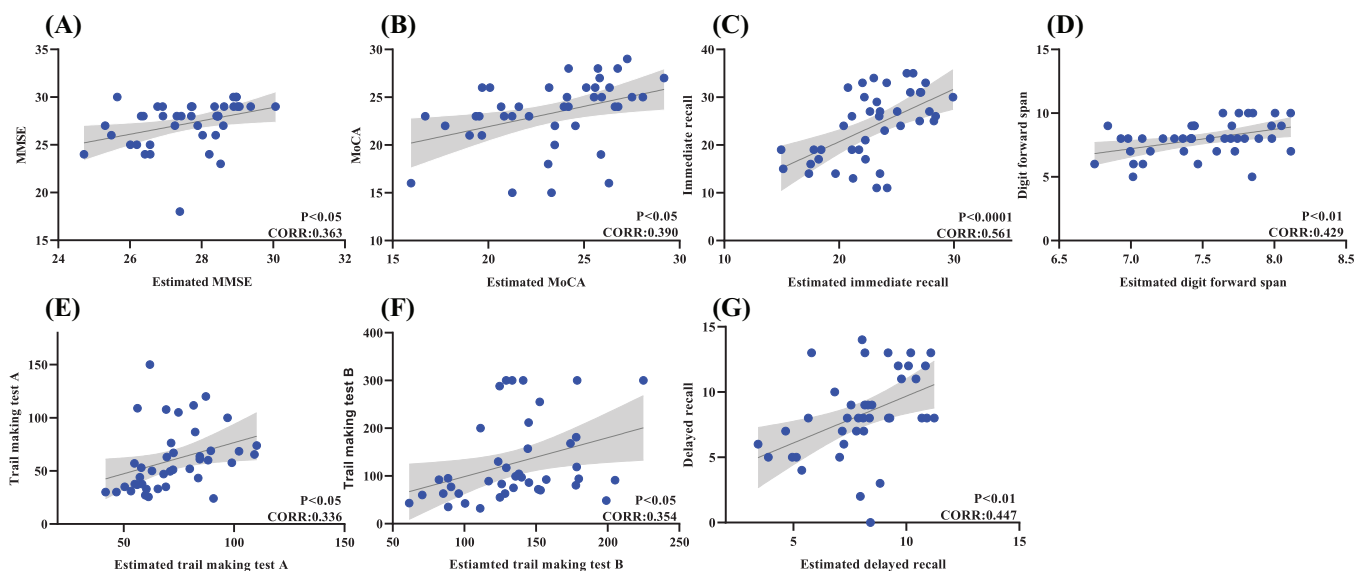 (A)
35
30
25
20
15
MMSE
24
26
28
30
32
Estimated MMSE
P<0.05
CORR:0.363
(B)
30
25
20
15
10
MoCA
15
20
25
30
Estimated MoCA
P<0.05
CORR:0.390
(C)
40
30
20
10
0
Immediate recall
10
20
30
40
Estimated immediate recall
P<0.0001
CORR:0.561
(D)
15
10
5
0
Digit forward span
6.5
7.0
7.5
8.0
8.5
Esitmated digit forward span
P<0.01
CORR:0.429
(E)
150
100
50
0
Trail making test A
50
100
150
Estimated trail making test A
P<0.05
CORR:0.336
(F)
400
300
200
100
0
Trail making test B
50
100
150
200
250
Estiamted trail making test B
P<0.05
CORR:0.354
(G)
15
10
5
0
Delayed recall
5
10
15
Estimated delayed recall
P<0.01
CORR:0.447